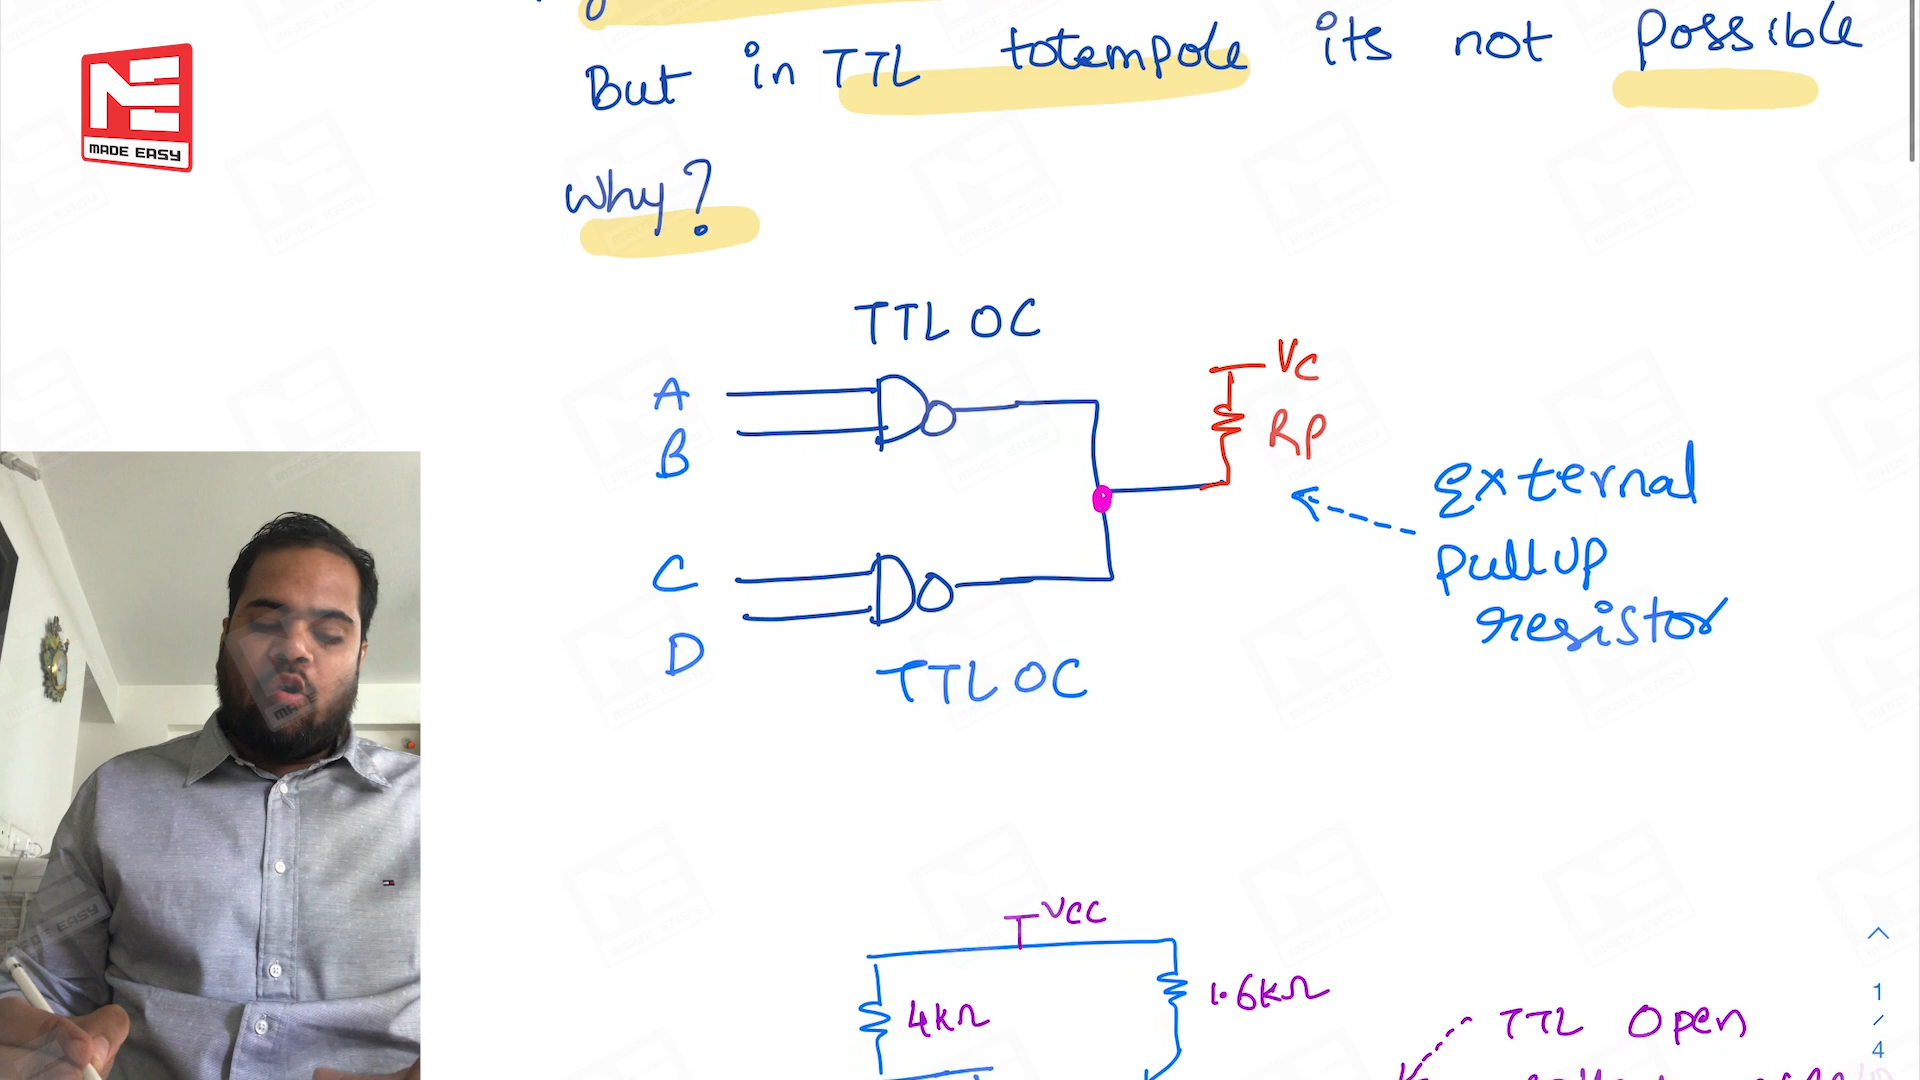 But in TTL totempole its not possible
MADE EASY
why?
TTL OC
A
B
VC
RP
External
pullup
resistor
C
D
TTL OC
VCC
4kΩ
1.6kΩ
TTL Open
1/4